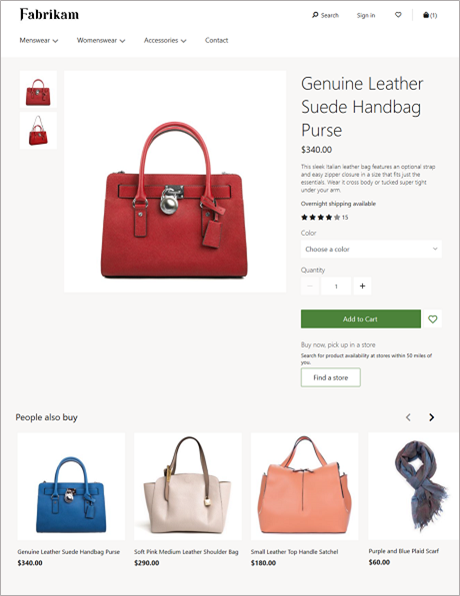 Fabrikam
Search Sign in (1)
Menswear Womenswear Accessories Contact
Genuine Leather
Suede Handbag
Purse
$340.00
This sleek Italian leather bag features an optional strap
and easy zipper closure in a size that fits just the
essentials. Wear it cross body or tucked super tight
under your arm.
Overnight shipping available
15
Color
Choose a color
Quantity
1
Add to Cart
Buy now, pick up in a store
Search for product availability at stores within 50 miles of
you.
Find a store
People also buy
Genuine Leather Suede Handbag Purse
$340.00
Soft Pink Medium Leather Shoulder Bag
$290.00
Small Leather Top Handle Satchel
$180.00
Purple and Blue Plaid Scarf
$60.00